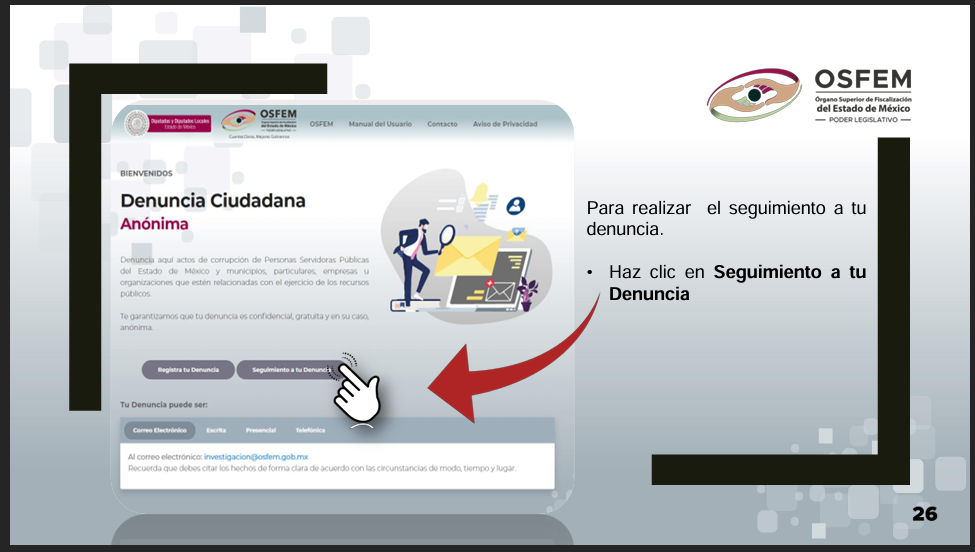 OSFEM
Órgano Superior de Fiscalización
del Estado de México
PODER LEGISLATIVO
Diputadas y Diputados Locales
Estado de México
OSFEM
OSFEM
Manual del Usuario
Contacto
Aviso de Privacidad
BIENVENIDOS
Denuncia Ciudadana
Anónima
Denuncia aquí actos de corrupción de Personas Servidoras Públicas
del Estado de México y municipios, particulares, empresas u
organizaciones que estén relacionadas con el ejercicio de los recursos
públicos.
Te garantizamos que tu denuncia es confidencial, gratuita y en su caso,
anónima.
Registra tu Denuncia
Seguimiento a tu Denuncia
Tu Denuncia puede ser:
Correo Electrónico
Escrita
Presencial
Telefónica
Al correo electrónico: investigacion@osfem.gob.mx
Recuerda que debes citar los hechos de forma clara de acuerdo con las circunstancias de modo, tiempo y lugar.
Para realizar el seguimiento a tu
denuncia.
• Haz clic en Seguimiento a tu
Denuncia
26